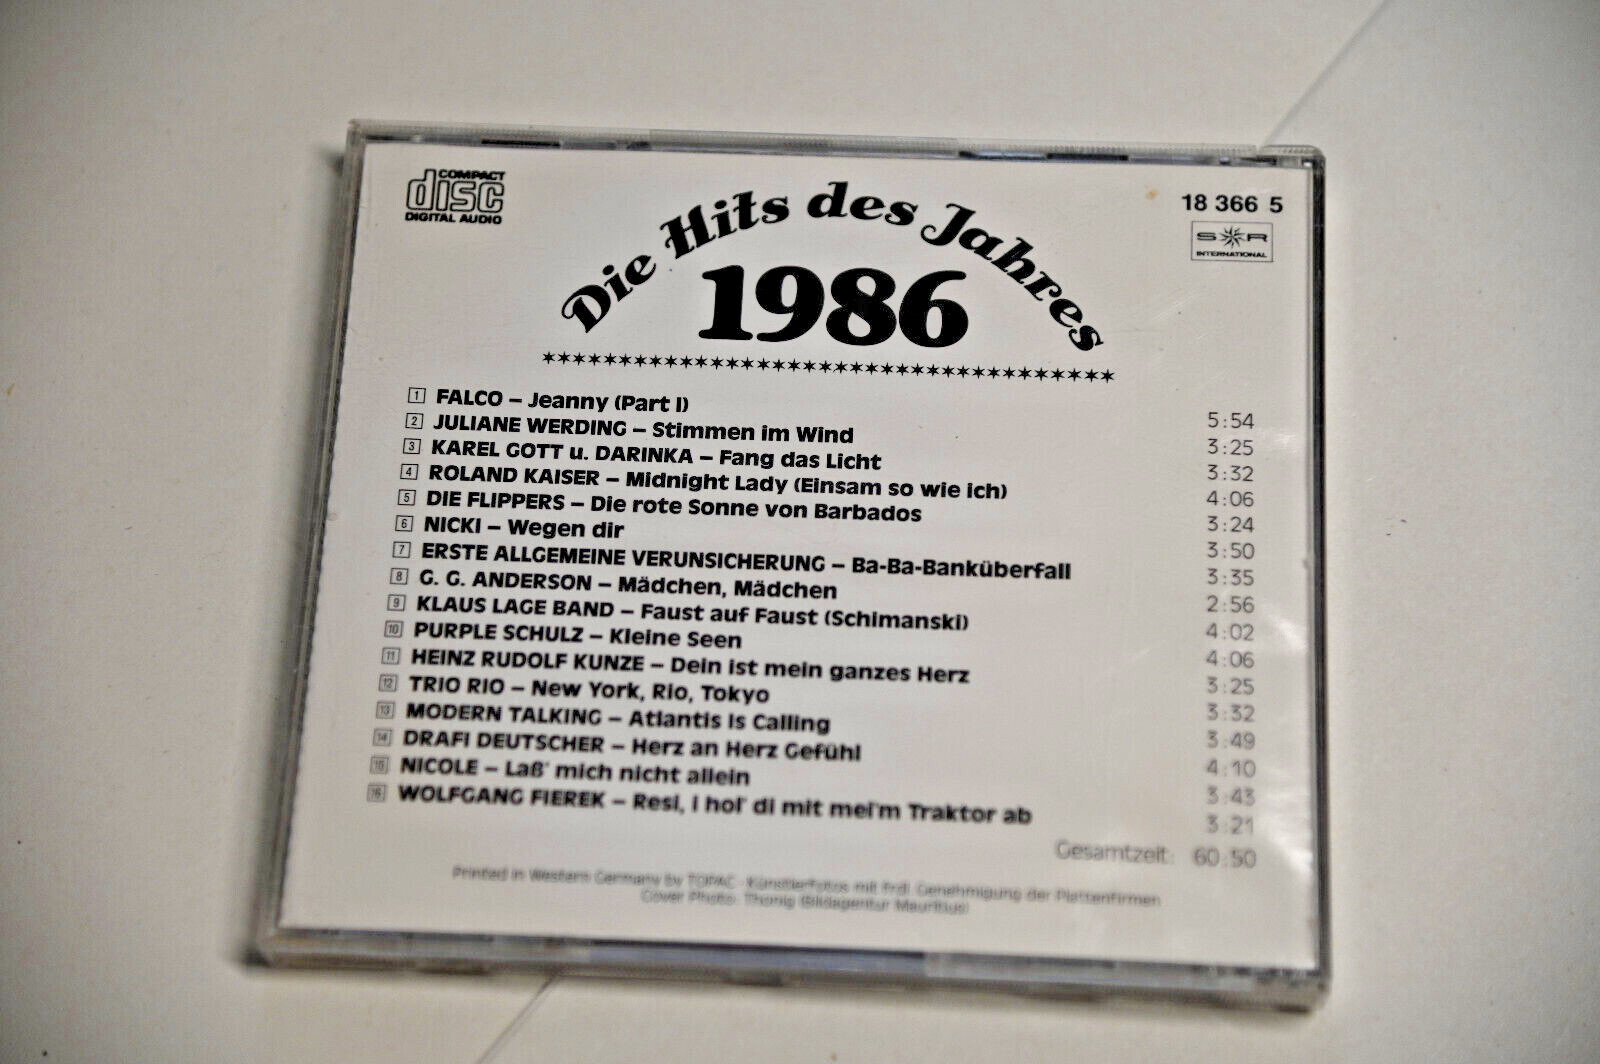 COMPACT
disc
DIGITAL AUDIO
Die Hits des Jahres
1986
18 366 5
S R
INTERNATIONAL
1 FALCO – Jeanny (Part I) 5:54
2 JULIANE WERDING – Stimmen im Wind 3:25
3 KAREL GOTT u. DARINKA – Fang das Licht 3:32
4 ROLAND KAISER – Midnight Lady (Einsam so wie ich) 4:06
5 DIE FLIPPERS – Die rote Sonne von Barbados 3:24
6 NICKI – Wegen dir 3:50
7 ERSTE ALLGEMEINE VERUNSICHERUNG – Ba-Ba-Banküberfall 3:35
8 G. G. ANDERSON – Mädchen, Mädchen 2:56
9 KLAUS LAGE BAND – Faust auf Faust (Schimanski) 4:02
10 PURPLE SCHULZ – Kleine Seen 4:06
11 HEINZ RUDOLF KUNZE – Dein ist mein ganzes Herz 3:25
12 TRIO RIO – New York, Rio, Tokyo 3:32
13 MODERN TALKING – Atlantis Is Calling 3:49
14 DRAFI DEUTSCHER – Herz an Herz Gefühl 4:10
15 NICOLE – Laß' mich nicht allein 3:43
16 WOLFGANG FIEREK – Resi, i hol' di mit mei'm Traktor ab 3:21
Gesamtzeit: 60:50
Printed in Western Germany by TOPAC · Künstlerfotos mit frdl. Genehmigung der Plattenfirmen
Cover Photo: Thonig (Bildagentur Mauritius)